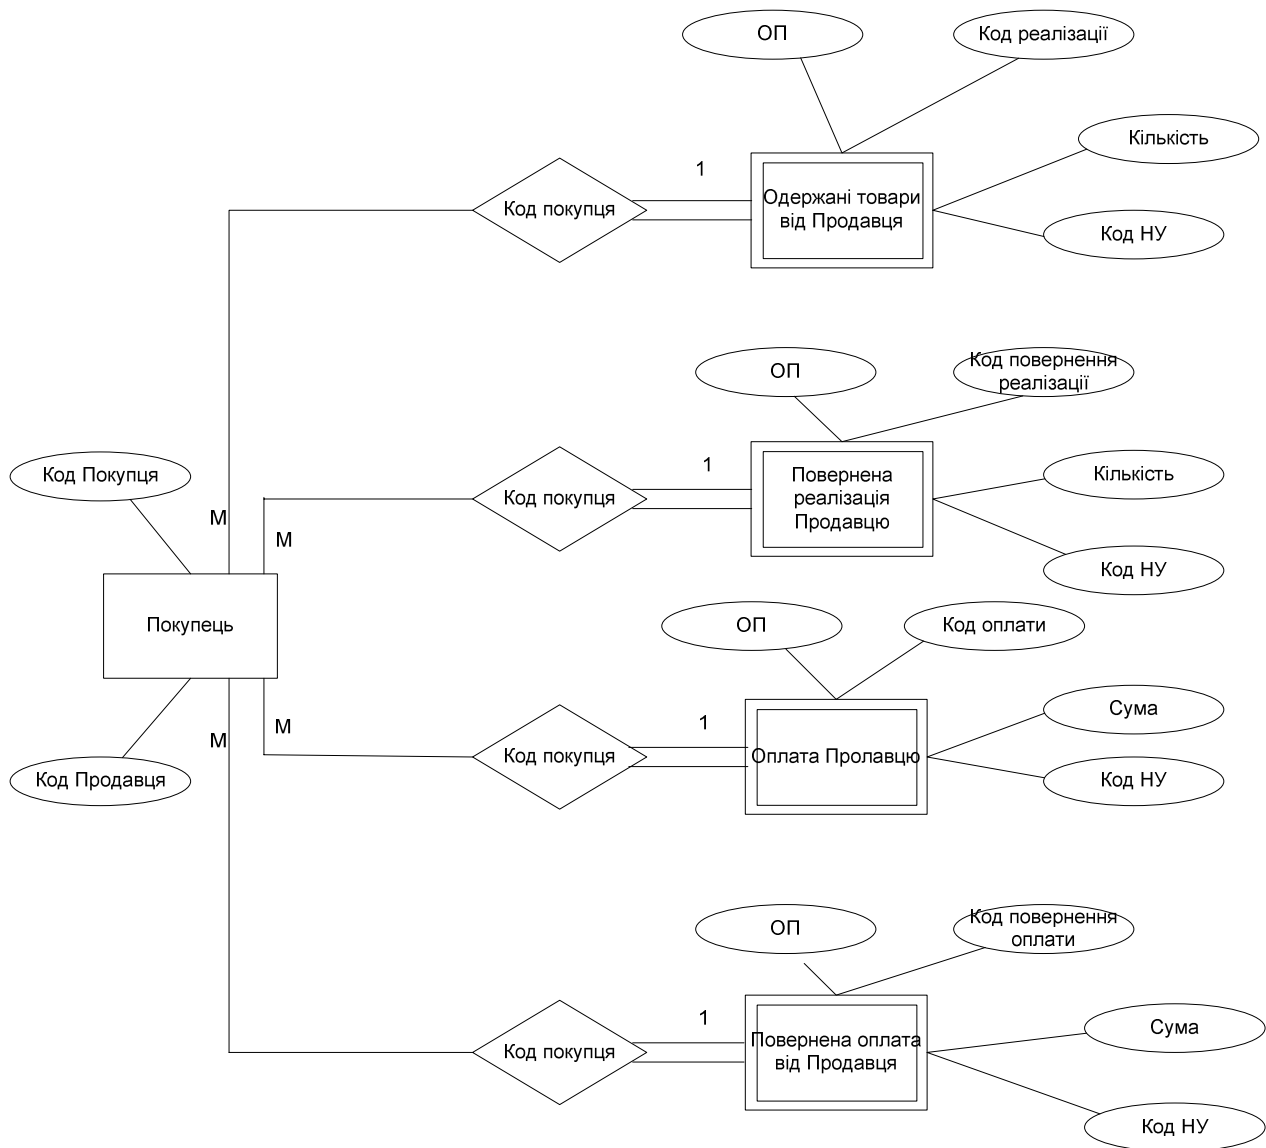 ОП
Код реалізації
Кількість
1
Одержані товари
від Продавця
Код покупця
Код НУ
ОП
Код повернення
реалізації
1
Повернена
реалізація
Продавцю
Код покупця
Кількість
Код НУ
Код Покупця
М
М
Покупець
ОП
Код оплати
М
М
1
Код покупця
Оплата Пролавцю
Сума
Код НУ
Код Продавця
ОП
Код повернення
оплати
1
Код покупця
Повернена оплата
від Продавця
Сума
Код НУ